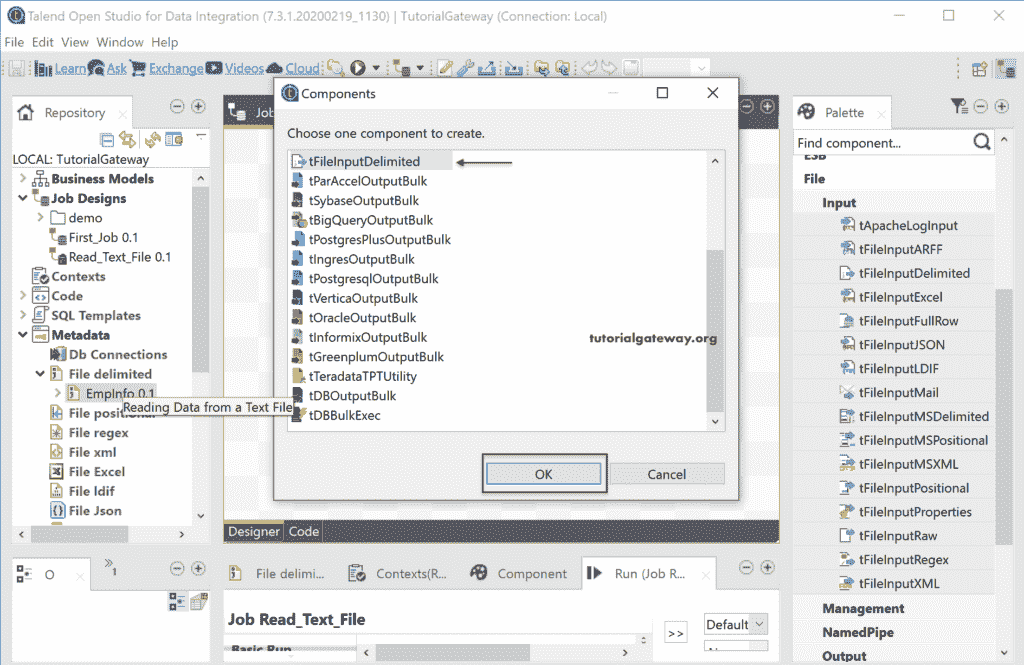 Talend Open Studio for Data Integration (7.3.1.20200219_1130) | TutorialGateway (Connection: Local)
File Edit View Window Help
Learn Ask Exchange Videos Cloud
Repository
LOCAL: TutorialGateway
Business Models
Job Designs
demo
First_Job 0.1
Read_Text_File 0.1
Contexts
Code
SQL Templates
Metadata
Db Connections
File delimited
EmpInfo 0.1
Reading Data from a Text File
File regex
File xml
File Excel
File ldif
File Json
Job
Components
Choose one component to create.
tFileInputDelimited
tParAccelOutputBulk
tSybaseOutputBulk
tBigQueryOutputBulk
tPostgresPlusOutputBulk
tIngresOutputBulk
tPostgresqlOutputBulk
tVerticaOutputBulk
tOracleOutputBulk
tInformixOutputBulk
tGreenplumOutputBulk
tTeradataTPTUtility
tDBOutputBulk
tDBBulkExec
tutorialgateway.org
OK Cancel
Designer Code
Palette
Find component...
ESB
File
Input
tApacheLogInput
tFileInputARFF
tFileInputDelimited
tFileInputExcel
tFileInputFullRow
tFileInputJSON
tFileInputLDIF
tFileInputMail
tFileInputMSDelimited
tFileInputMSPositional
tFileInputMSXML
tFileInputPositional
tFileInputProperties
tFileInputRaw
tFileInputRegex
tFileInputXML
Management
NamedPipe
Output
O
»1
File delimi... Contexts(R... Component Run (Job R...
Job Read_Text_File
Basic Run
>>
Default